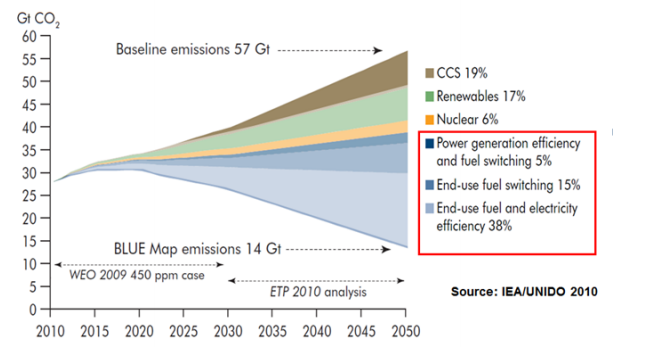 Gt CO2
60
55
50
45
40
35
30
25
20
15
10
5
0
Baseline emissions 57 Gt
BLUE Map emissions 14 Gt
WEO 2009 450 ppm case
ETP 2010 analysis
2010 2015 2020 2025 2030 2035 2040 2045 2050
CCS 19%
Renewables 17%
Nuclear 6%
Power generation efficiency
and fuel switching 5%
End-use fuel switching 15%
End-use fuel and electricity
efficiency 38%
Source: IEA/UNIDO 2010